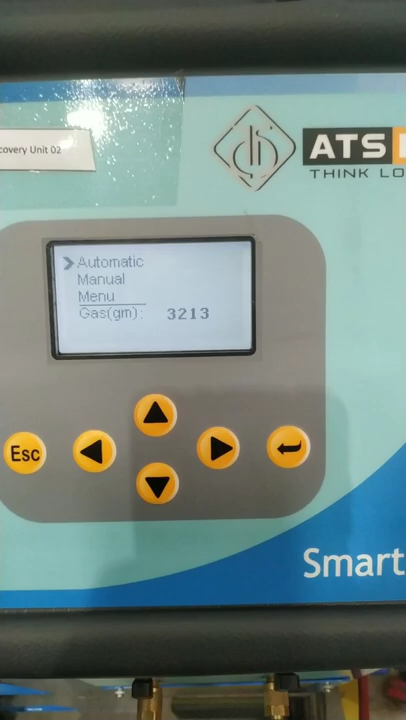 covery Unit 02
ATS
THINK LO
Automatic
Manual
Menu
Gas(gm): 3213
Esc
Smart